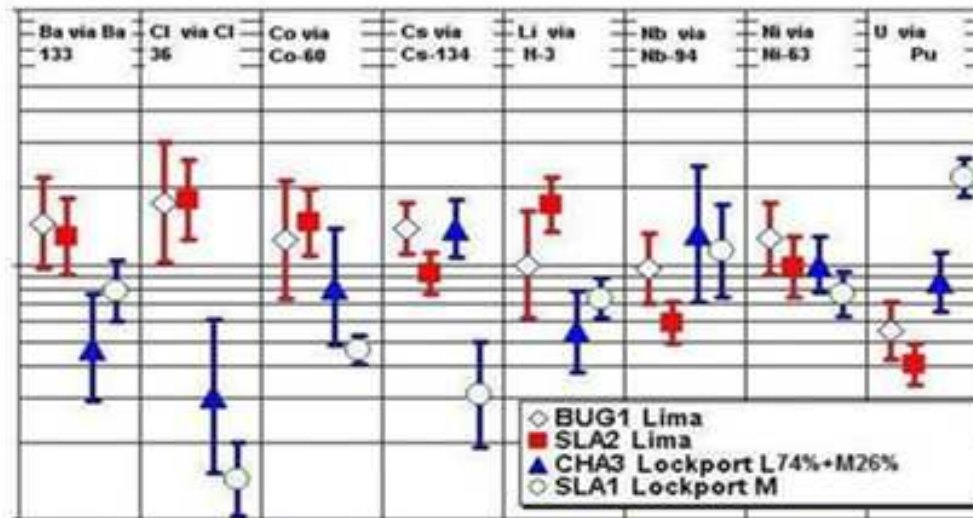 Ba via Ba 133
Cl via Cl 36
Co via Co-60
Cs via Cs-134
Li via H-3
Nb via Nb-94
Ni via Ni-63
U via Pu
BUG1 Lima
SLA2 Lima
CHA3 Lockport L74%+M26%
SLA1 Lockport M